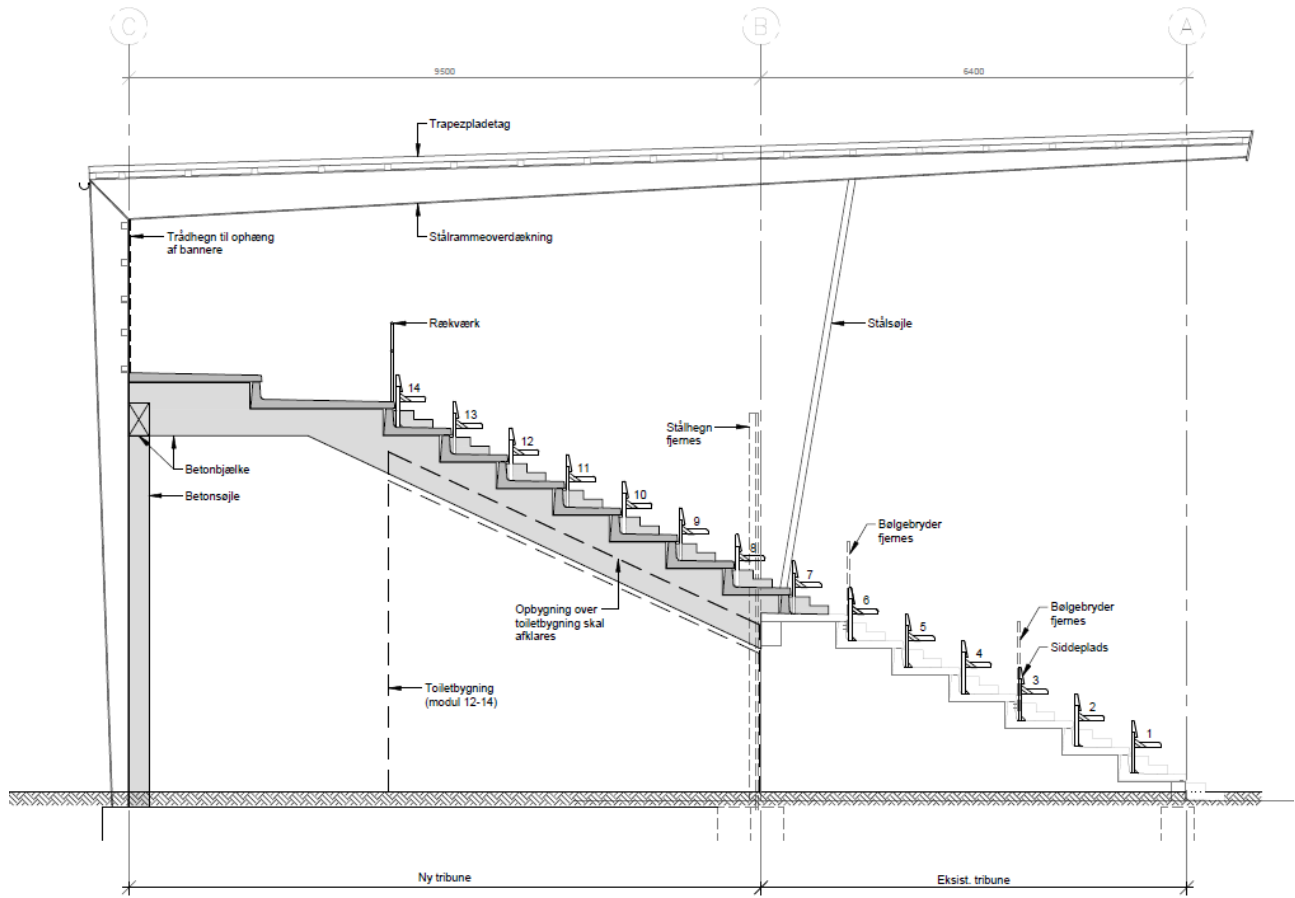 C
B
A
9500
6400
Trapezpladetag
Trådhegn til ophæng
af bannere
Stålrammeoverdækning
Rækværk
Stålsøjle
14
13
12
11
10
9
8
7
6
5
4
3
2
1
Stålhegn
fjernes
Betonbjælke
Betonsøjle
Bølgebryder
fjernes
Bølgebryder
fjernes
Siddeplads
Opbygning over
toiletbygning skal
afklares
Toiletbygning
(modul 12-14)
Ny tribune
Eksist. tribune